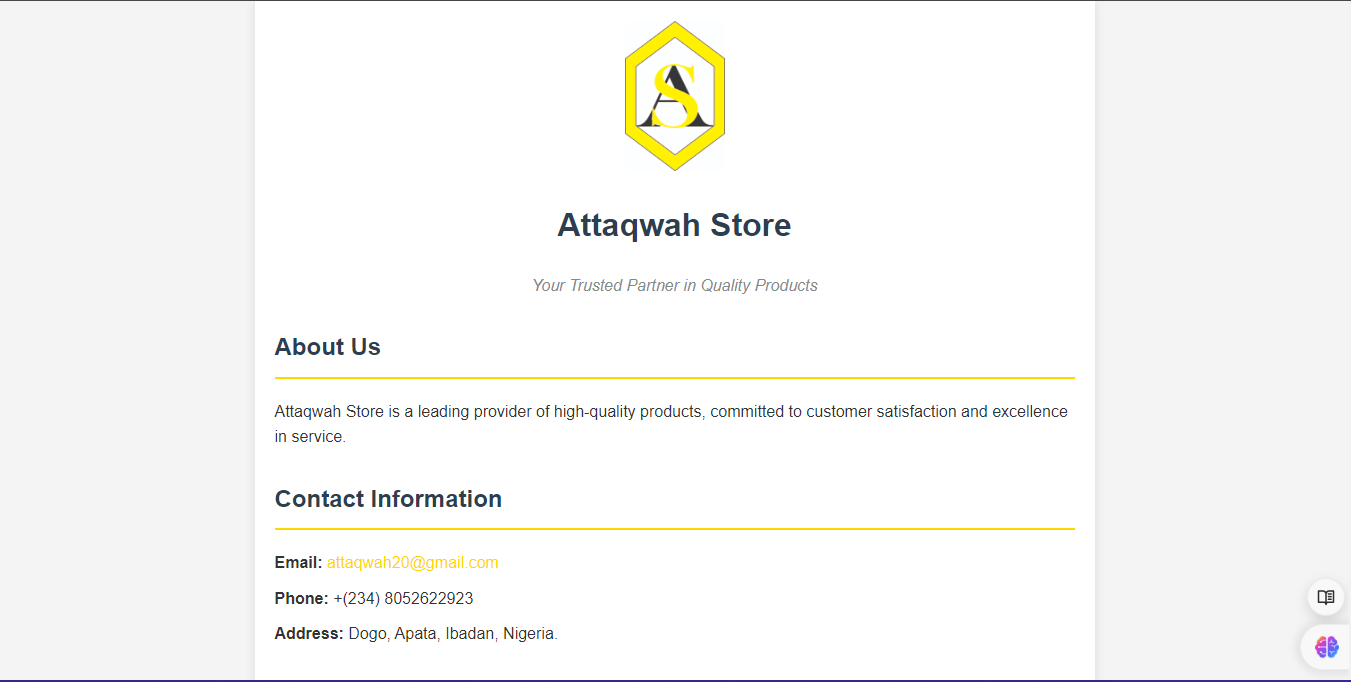 AS
Attaqwah Store
Your Trusted Partner in Quality Products
About Us
Attaqwah Store is a leading provider of high-quality products, committed to customer satisfaction and excellence
in service.
Contact Information
Email: attaqwah20@gmail.com
Phone: +(234) 8052622923
Address: Dogo, Apata, Ibadan, Nigeria.